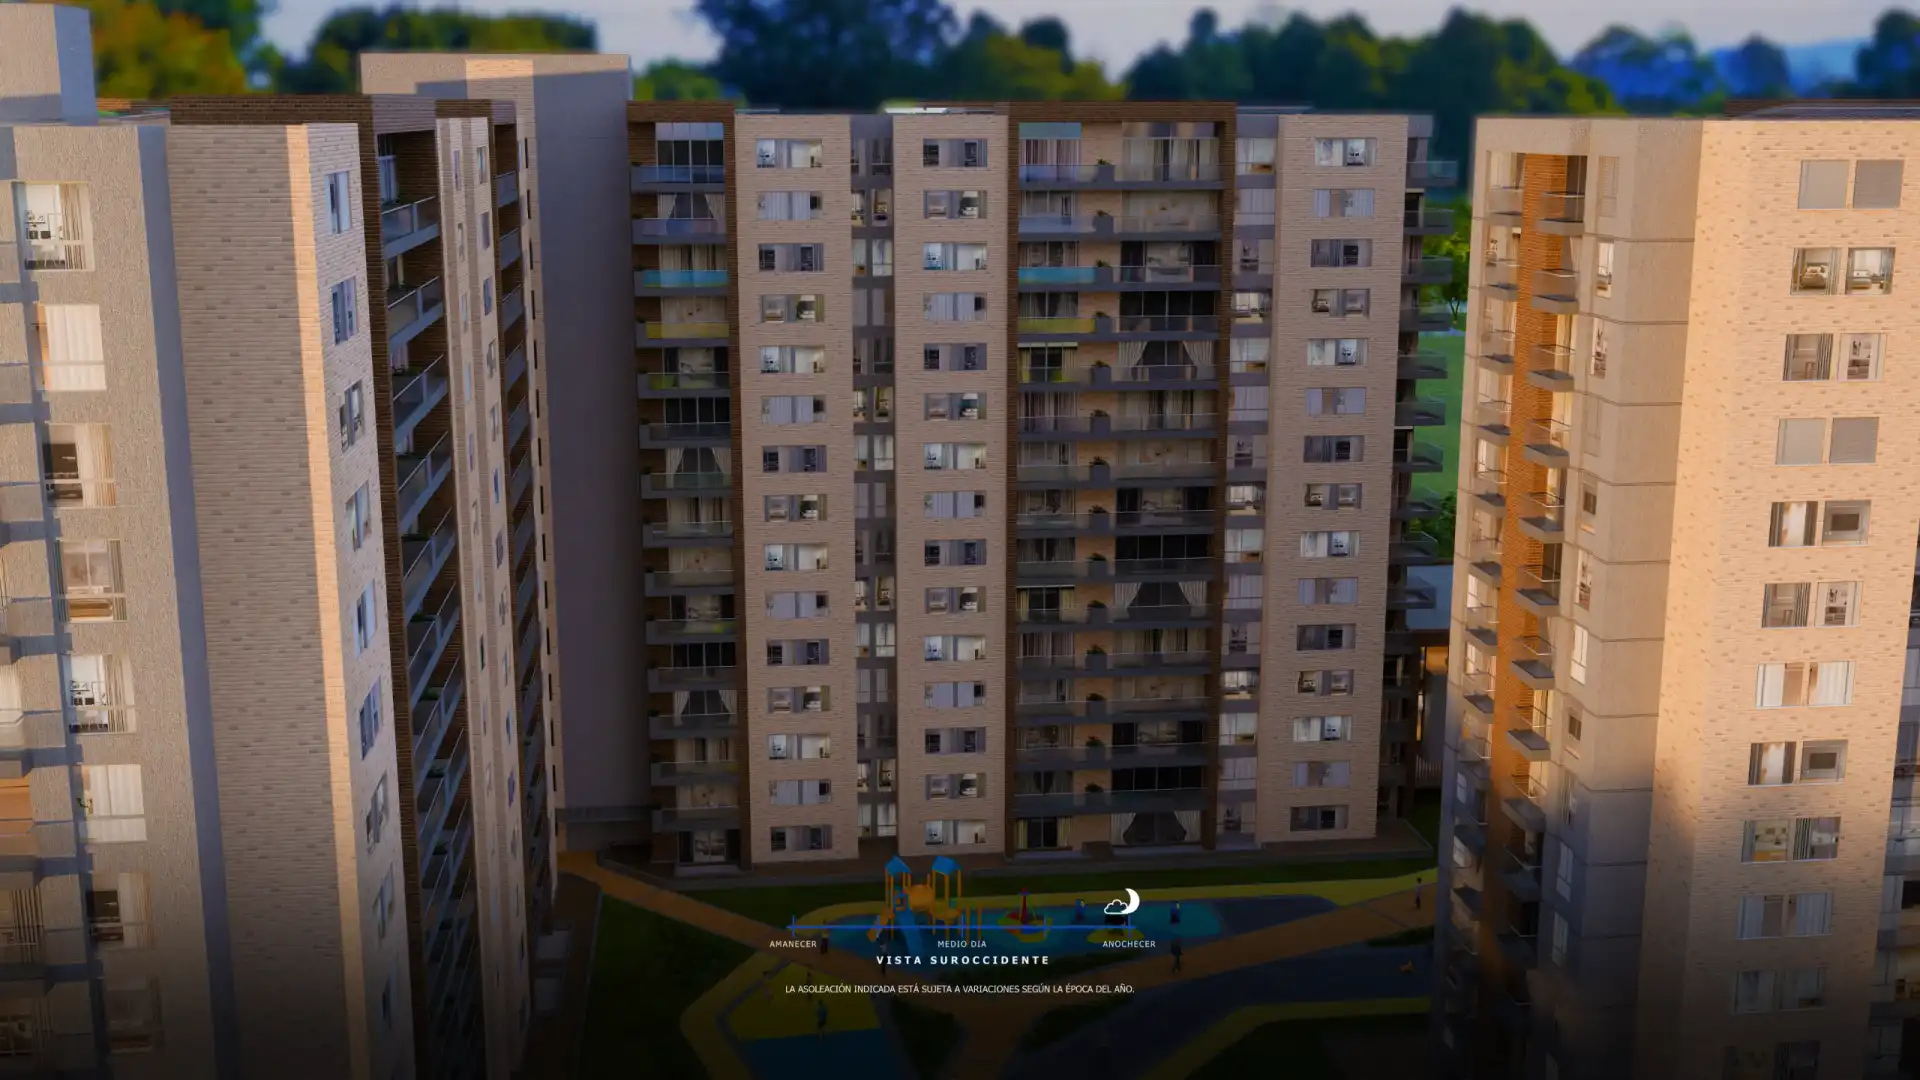 AMANECER
MEDIO DÍA
ANOCHECER
VISTA SUROCCIDENTE
LA ASOLEACIÓN INDICADA ESTÁ SUJETA A VARIACIONES SEGÚN LA ÉPOCA DEL AÑO.